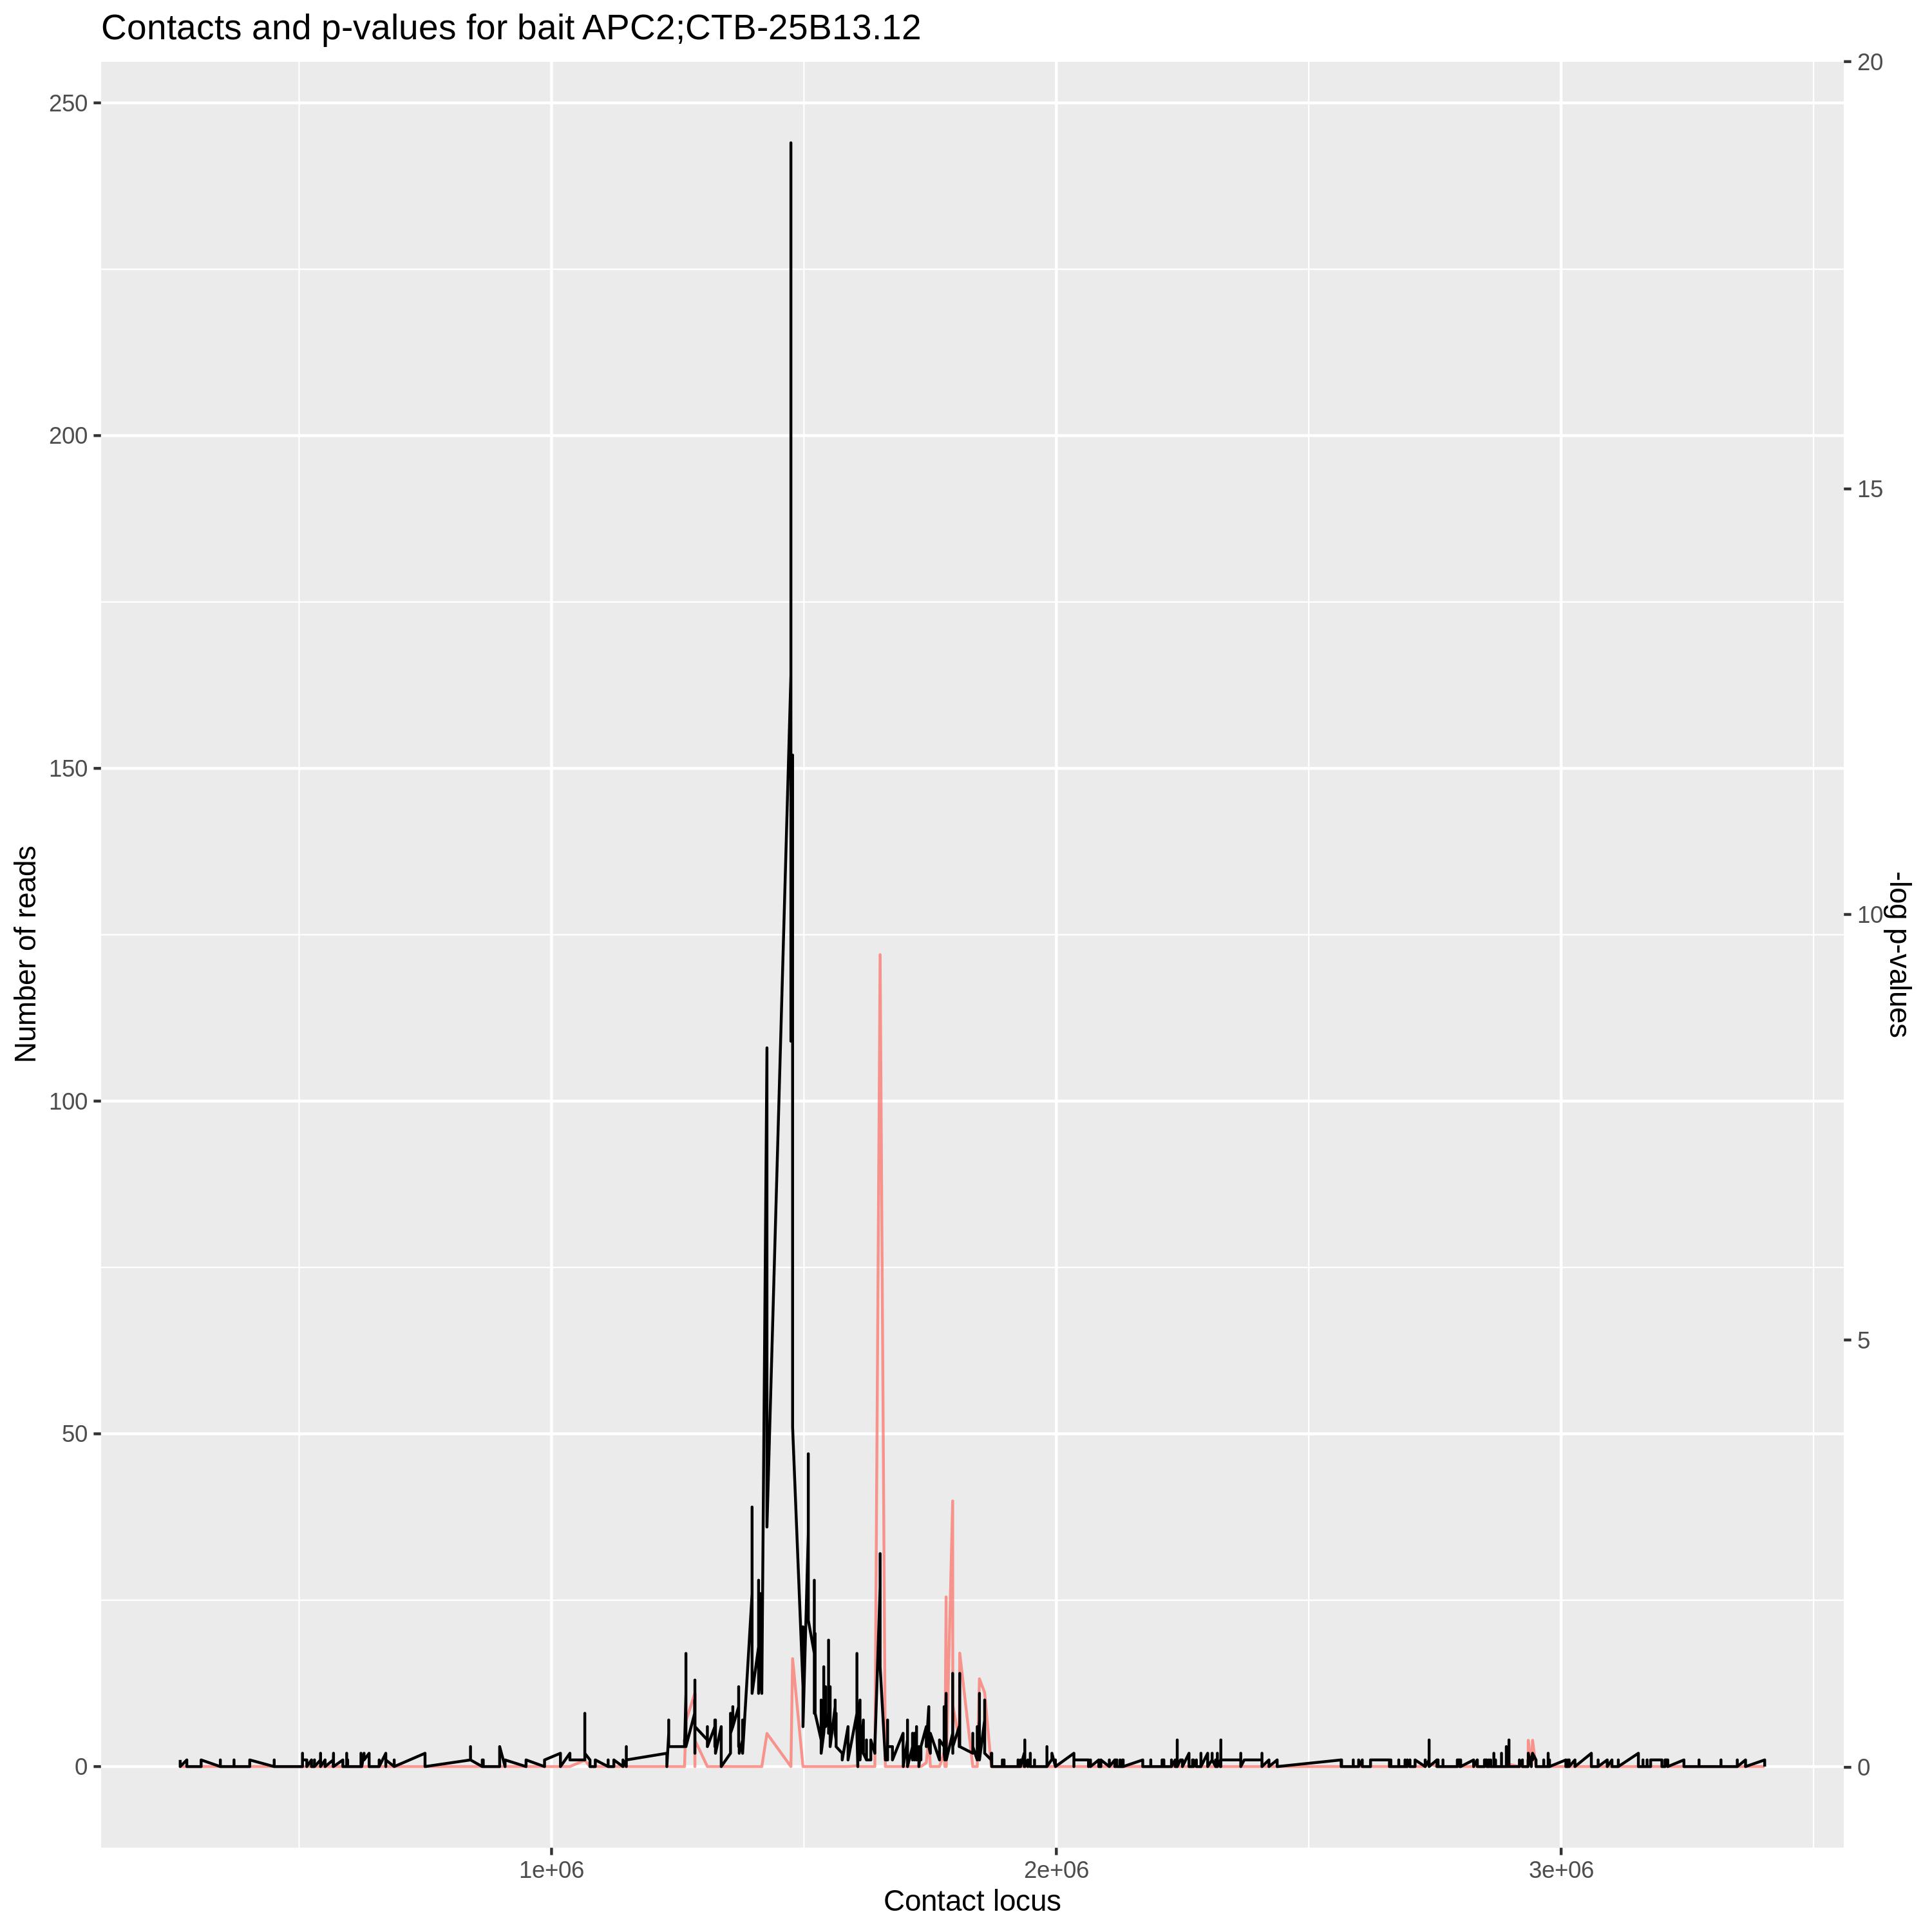 Contacts and p-values for bait APC2;CTB-25B13.12
250
200
150
100
50
0
Number of reads
20
15
10
5
0
-log p-values
1e+06
2e+06
3e+06
Contact locus